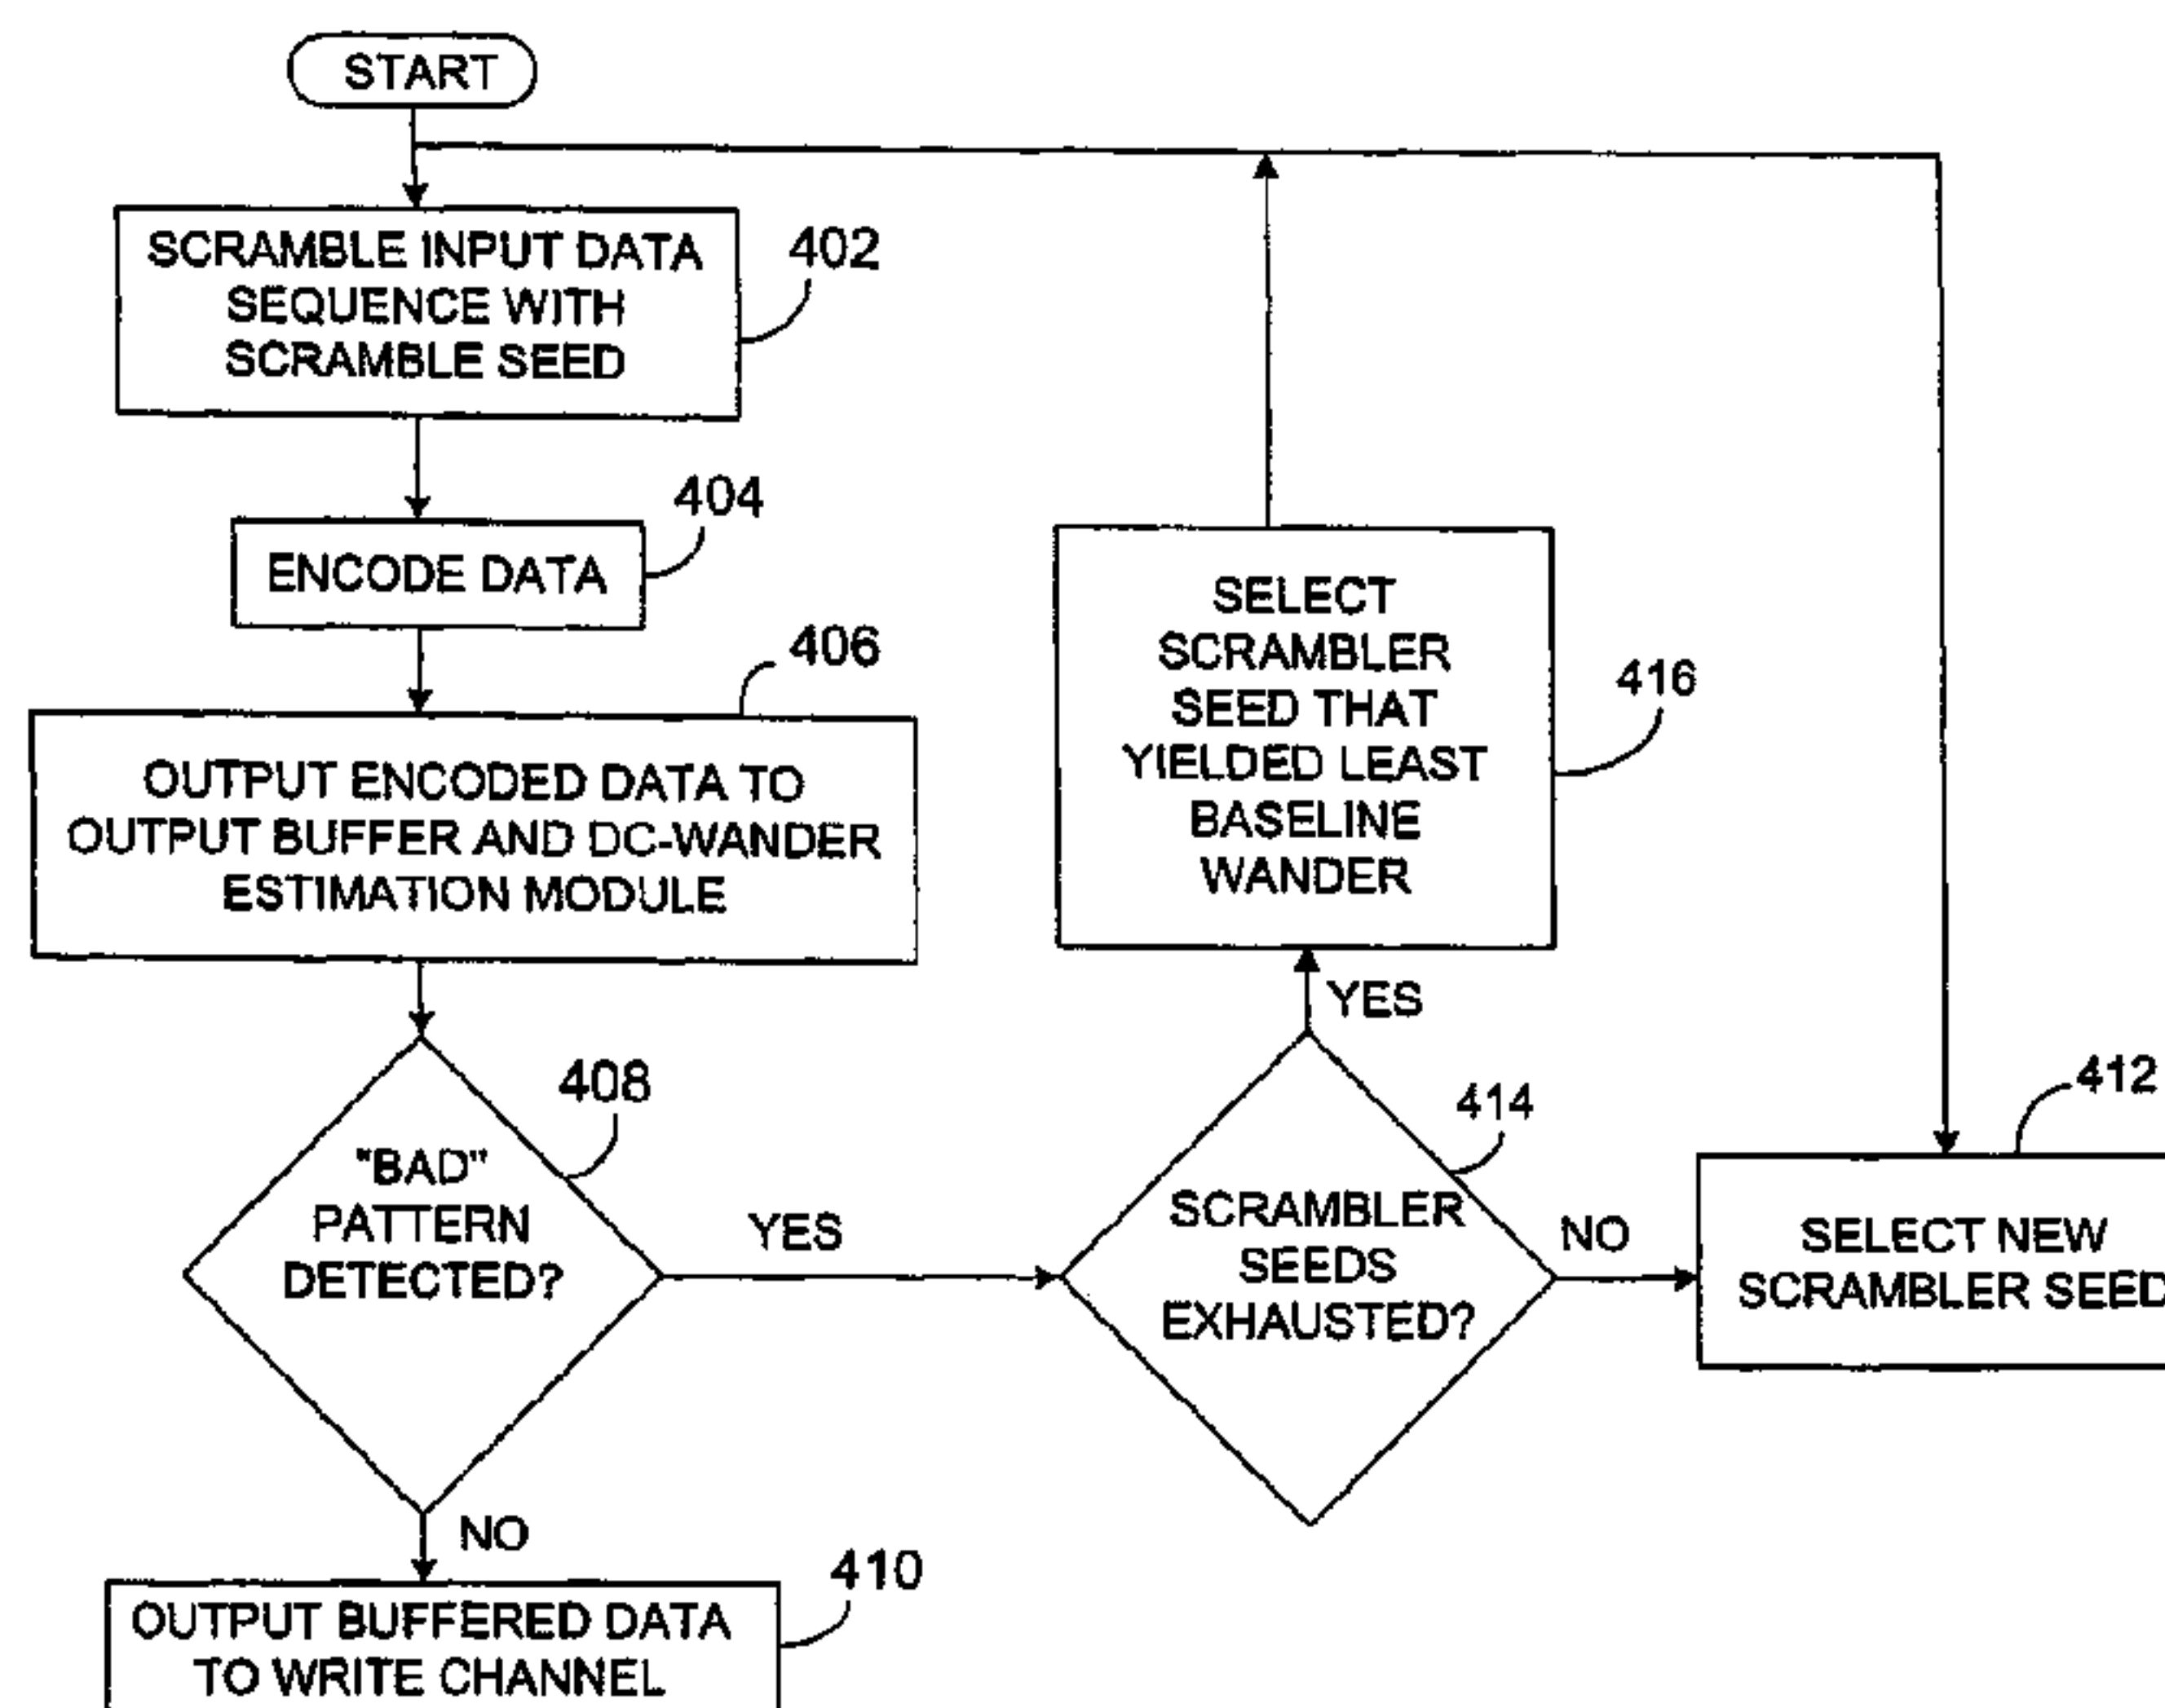 START
SCRAMBLE INPUT DATA
SEQUENCE WITH
SCRAMBLE SEED
402
ENCODE DATA
404
406
OUTPUT ENCODED DATA TO
OUTPUT BUFFER AND DC-WANDER
ESTIMATION MODULE
SELECT
SCRAMBLER
SEED THAT
YIELDED LEAST
BASELINE
WANDER
416
YES
"BAD"
PATTERN
DETECTED?
408
YES
SCRAMBLER
SEEDS
EXHAUSTED?
414
NO
412
SELECT NEW
SCRAMBLER SEED
NO
410
OUTPUT BUFFERED DATA
TO WRITE CHANNEL